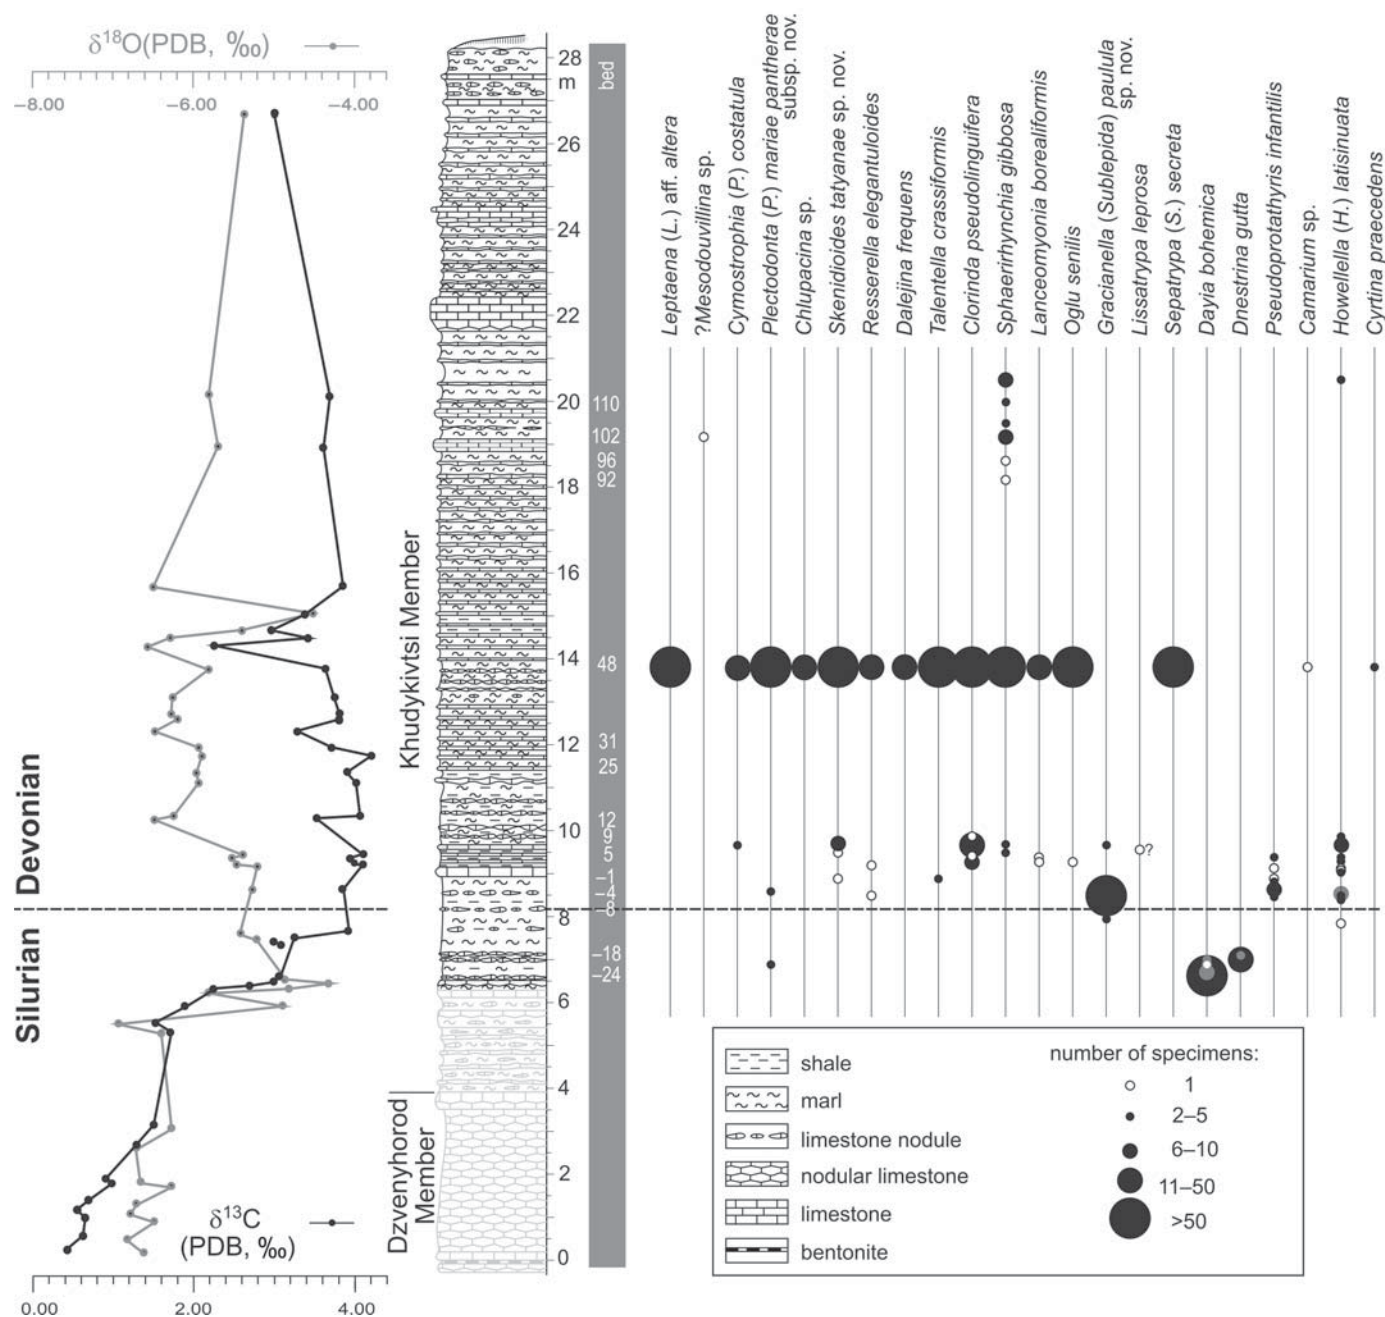 δ18O(PDB, ‰)
−8.00
−6.00
−4.00
28
m
26
24
22
20
18
16
14
12
10
8
6
4
2
0
bed
110
102
96
92
48
31
25
12
9
5
−1
−4
−8
−18
−24
Khudykivtsi Member
Dzvenyhorod
Member
Devonian
Silurian
Leptaena (L.) aff. altera
?Mesodouvillina sp.
Cymostrophia (P.) costatula
Plectodonta (P.) mariae pantherae
subsp. nov.
Chlupacina sp.
Skenidioides tatyanae sp. nov.
Resserella elegantuloides
Dalejina frequens
Talentella crassiformis
Clorinda pseudolinguifera
Sphaerirhynchia gibbosa
Lanceomyonia borealiformis
Oglu senilis
Gracianella (Sublepida) paulula
sp. nov.
Lissatrypa leprosa
Septatrypa (S.) secreta
Dayia bohemica
Dnestrina gutta
Pseudoprotathyris infantilis
Camarium sp.
Howellella (H.) latisinuata
Cyrtina praecedens
?
shale
marl
limestone nodule
nodular limestone
limestone
bentonite
number of specimens:
1
2–5
6–10
11–50
>50
δ13C
(PDB, ‰)
0.00
2.00
4.00